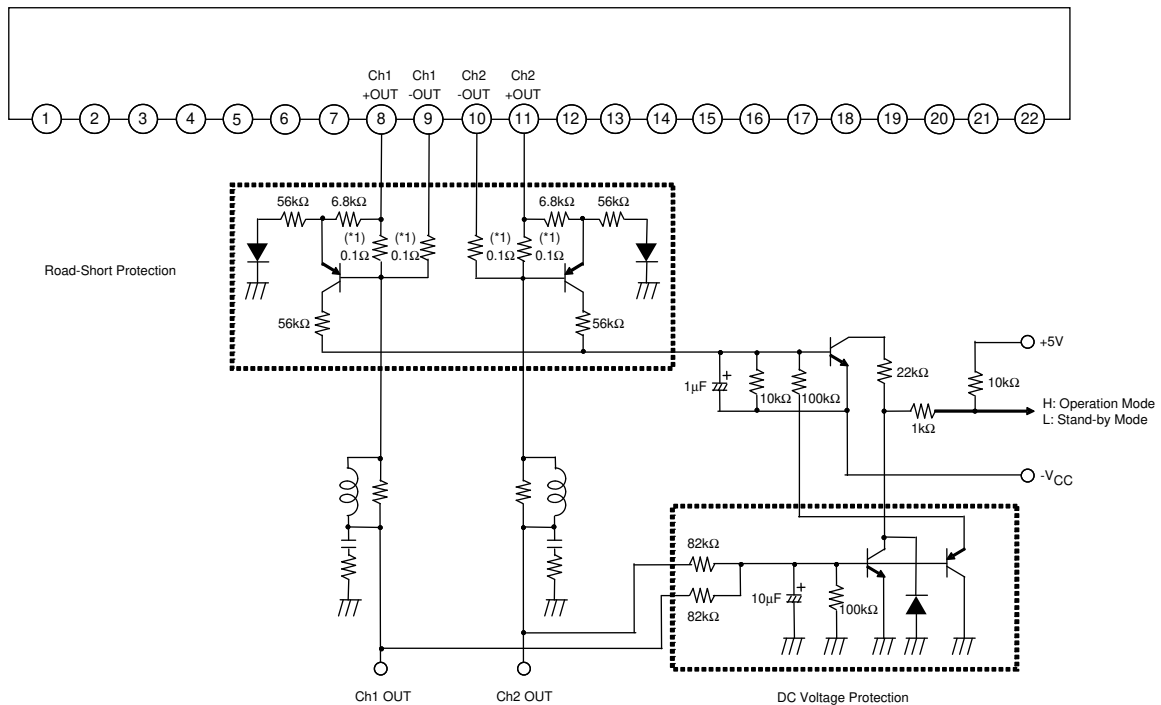 Ch1 Ch1 Ch2 Ch2
+OUT -OUT -OUT +OUT
1 2 3 4 5 6 7 8 9 10 11 12 13 14 15 16 17 18 19 20 21 22
56kΩ 6.8kΩ 6.8kΩ 56kΩ
(*1) (*1) (*1) (*1)
0.1Ω 0.1Ω 0.1Ω 0.1Ω
Road-Short Protection
56kΩ 56kΩ
+5V
22kΩ
10kΩ
1μF + 10kΩ 100kΩ
H: Operation Mode
L: Stand-by Mode
1kΩ
-VCC
82kΩ
82kΩ
10μF + 100kΩ
Ch1 OUT Ch2 OUT DC Voltage Protection